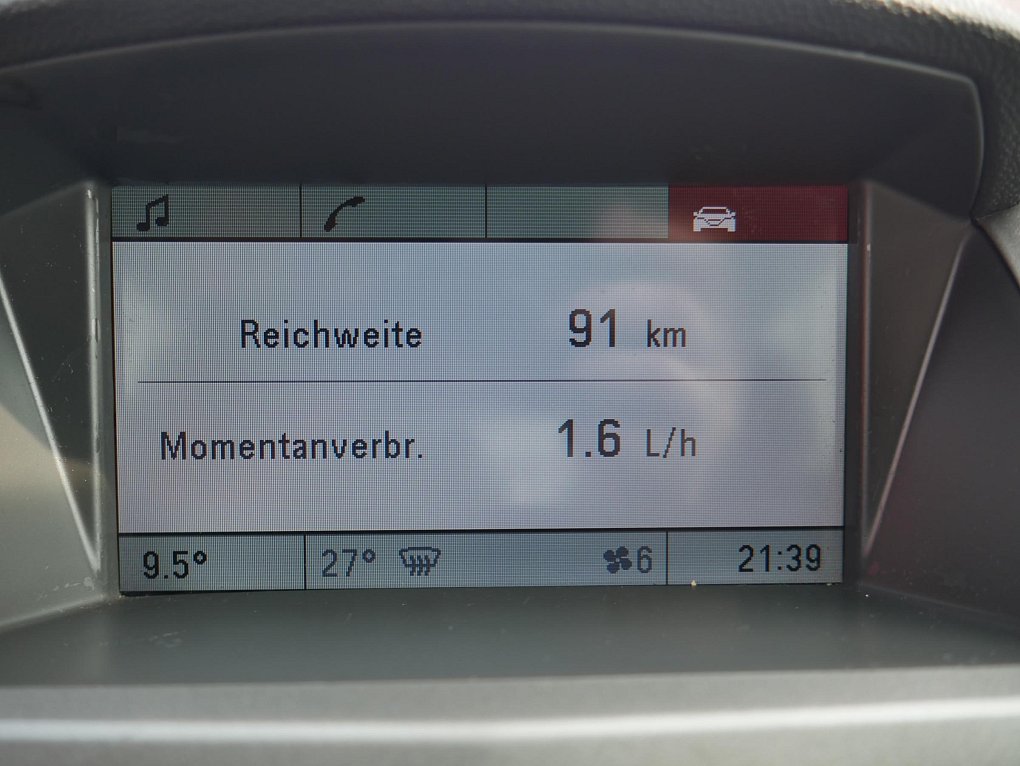 Reichweite 91 km
Momentanverbr. 1.6 L/h
9.5° 27° 6 21:39